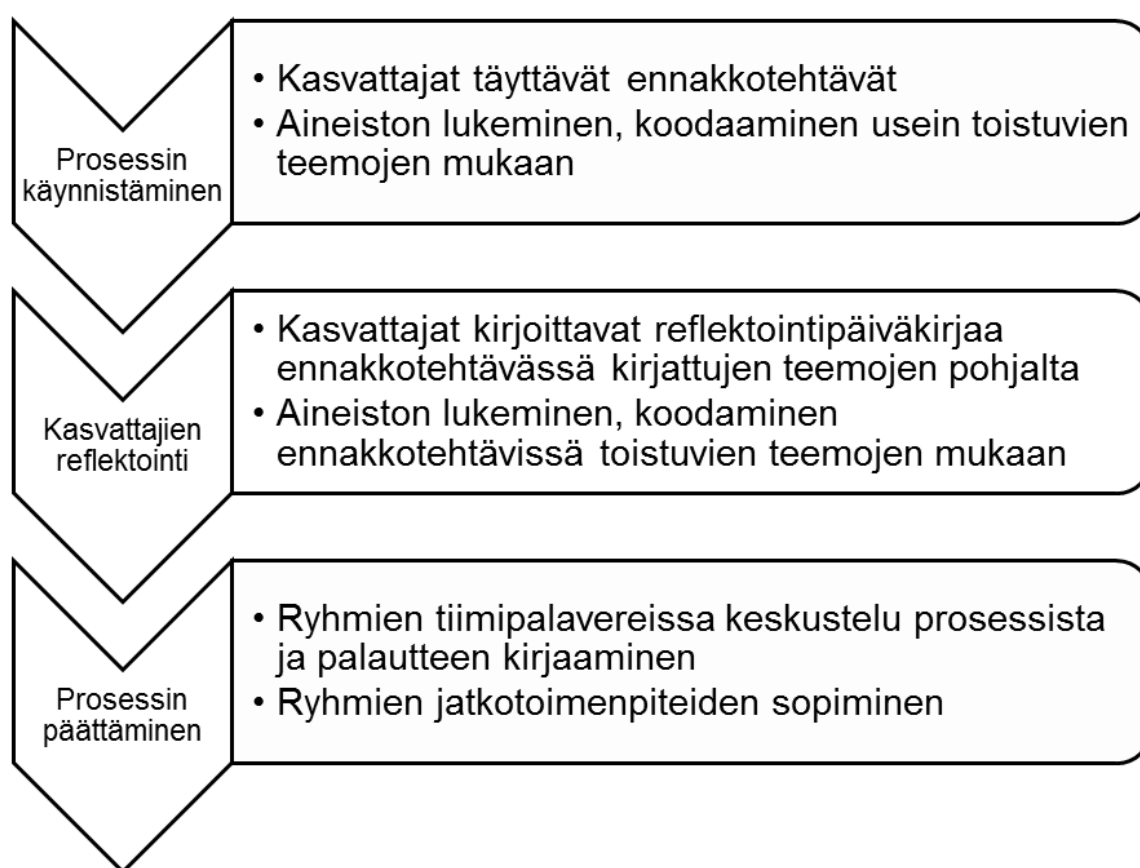 Prosessin
käynnistäminen
• Kasvattajat täyttävät ennakkotehtävät
• Aineiston lukeminen, koodaaminen usein toistuvien
teemojen mukaan
Kasvattajien
reflektointi
• Kasvattajat kirjoittavat reflektointipäiväkirjaa
ennakkotehtävässä kirjattujen teemojen pohjalta
• Aineiston lukeminen, koodaminen
ennakkotehtävissä toistuvien teemojen mukaan
Prosessin
päättäminen
• Ryhmien tiimipalavereissa keskustelu prosessista
ja palautteen kirjaaminen
• Ryhmien jatkotoimenpiteiden sopiminen